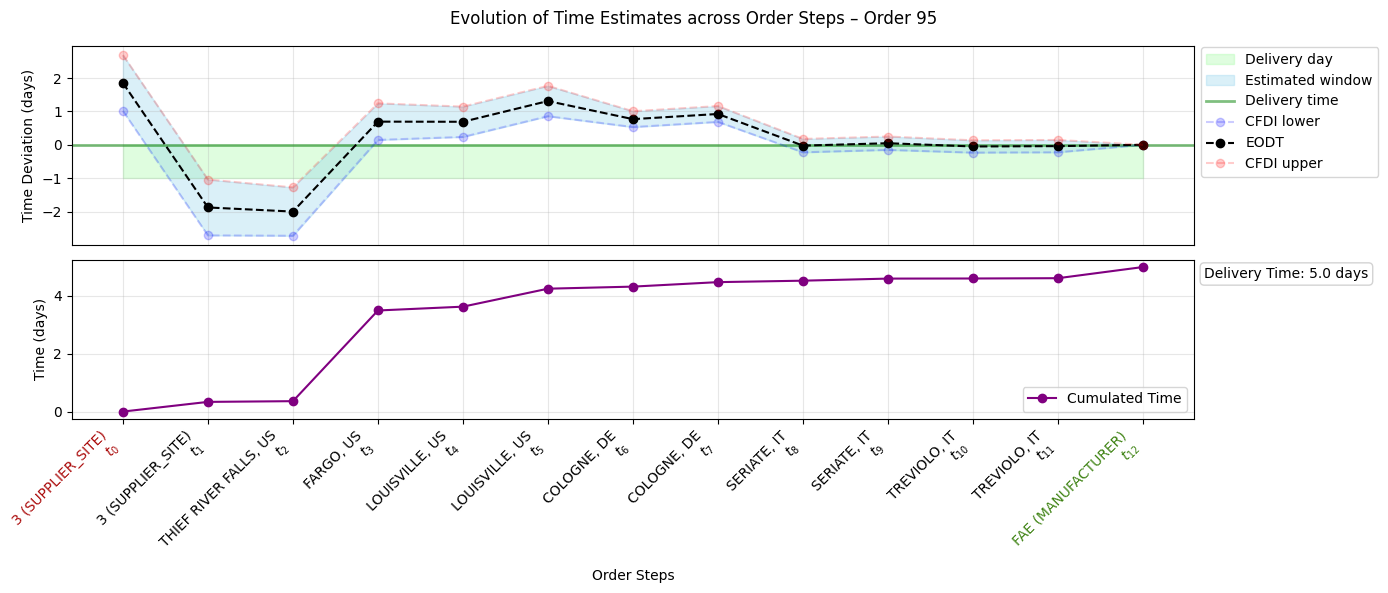 Evolution of Time Estimates across Order Steps – Order 95
Time Deviation (days)
2
1
0
−1
−2
Delivery day
Estimated window
Delivery time
CFDI lower
EODT
CFDI upper
Time (days)
4
2
0
Delivery Time: 5.0 days
Cumulated Time
3 (SUPPLIER_SITE)
t0
3 (SUPPLIER_SITE)
t1
THIEF RIVER FALLS, US
t2
FARGO, US
t3
LOUISVILLE, US
t4
LOUISVILLE, US
t5
COLOGNE, DE
t6
COLOGNE, DE
t7
SERIATE, IT
t8
SERIATE, IT
t9
TREVIOLO, IT
t10
TREVIOLO, IT
t11
FAE (MANUFACTURER)
t12
Order Steps